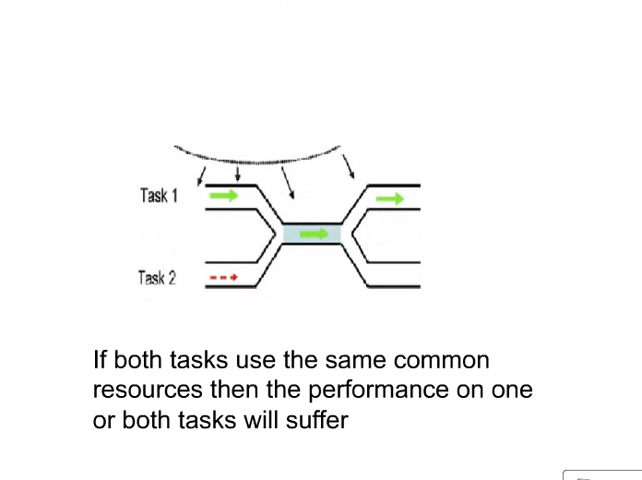 Task 1
Task 2
If both tasks use the same common
resources then the performance on one
or both tasks will suffer